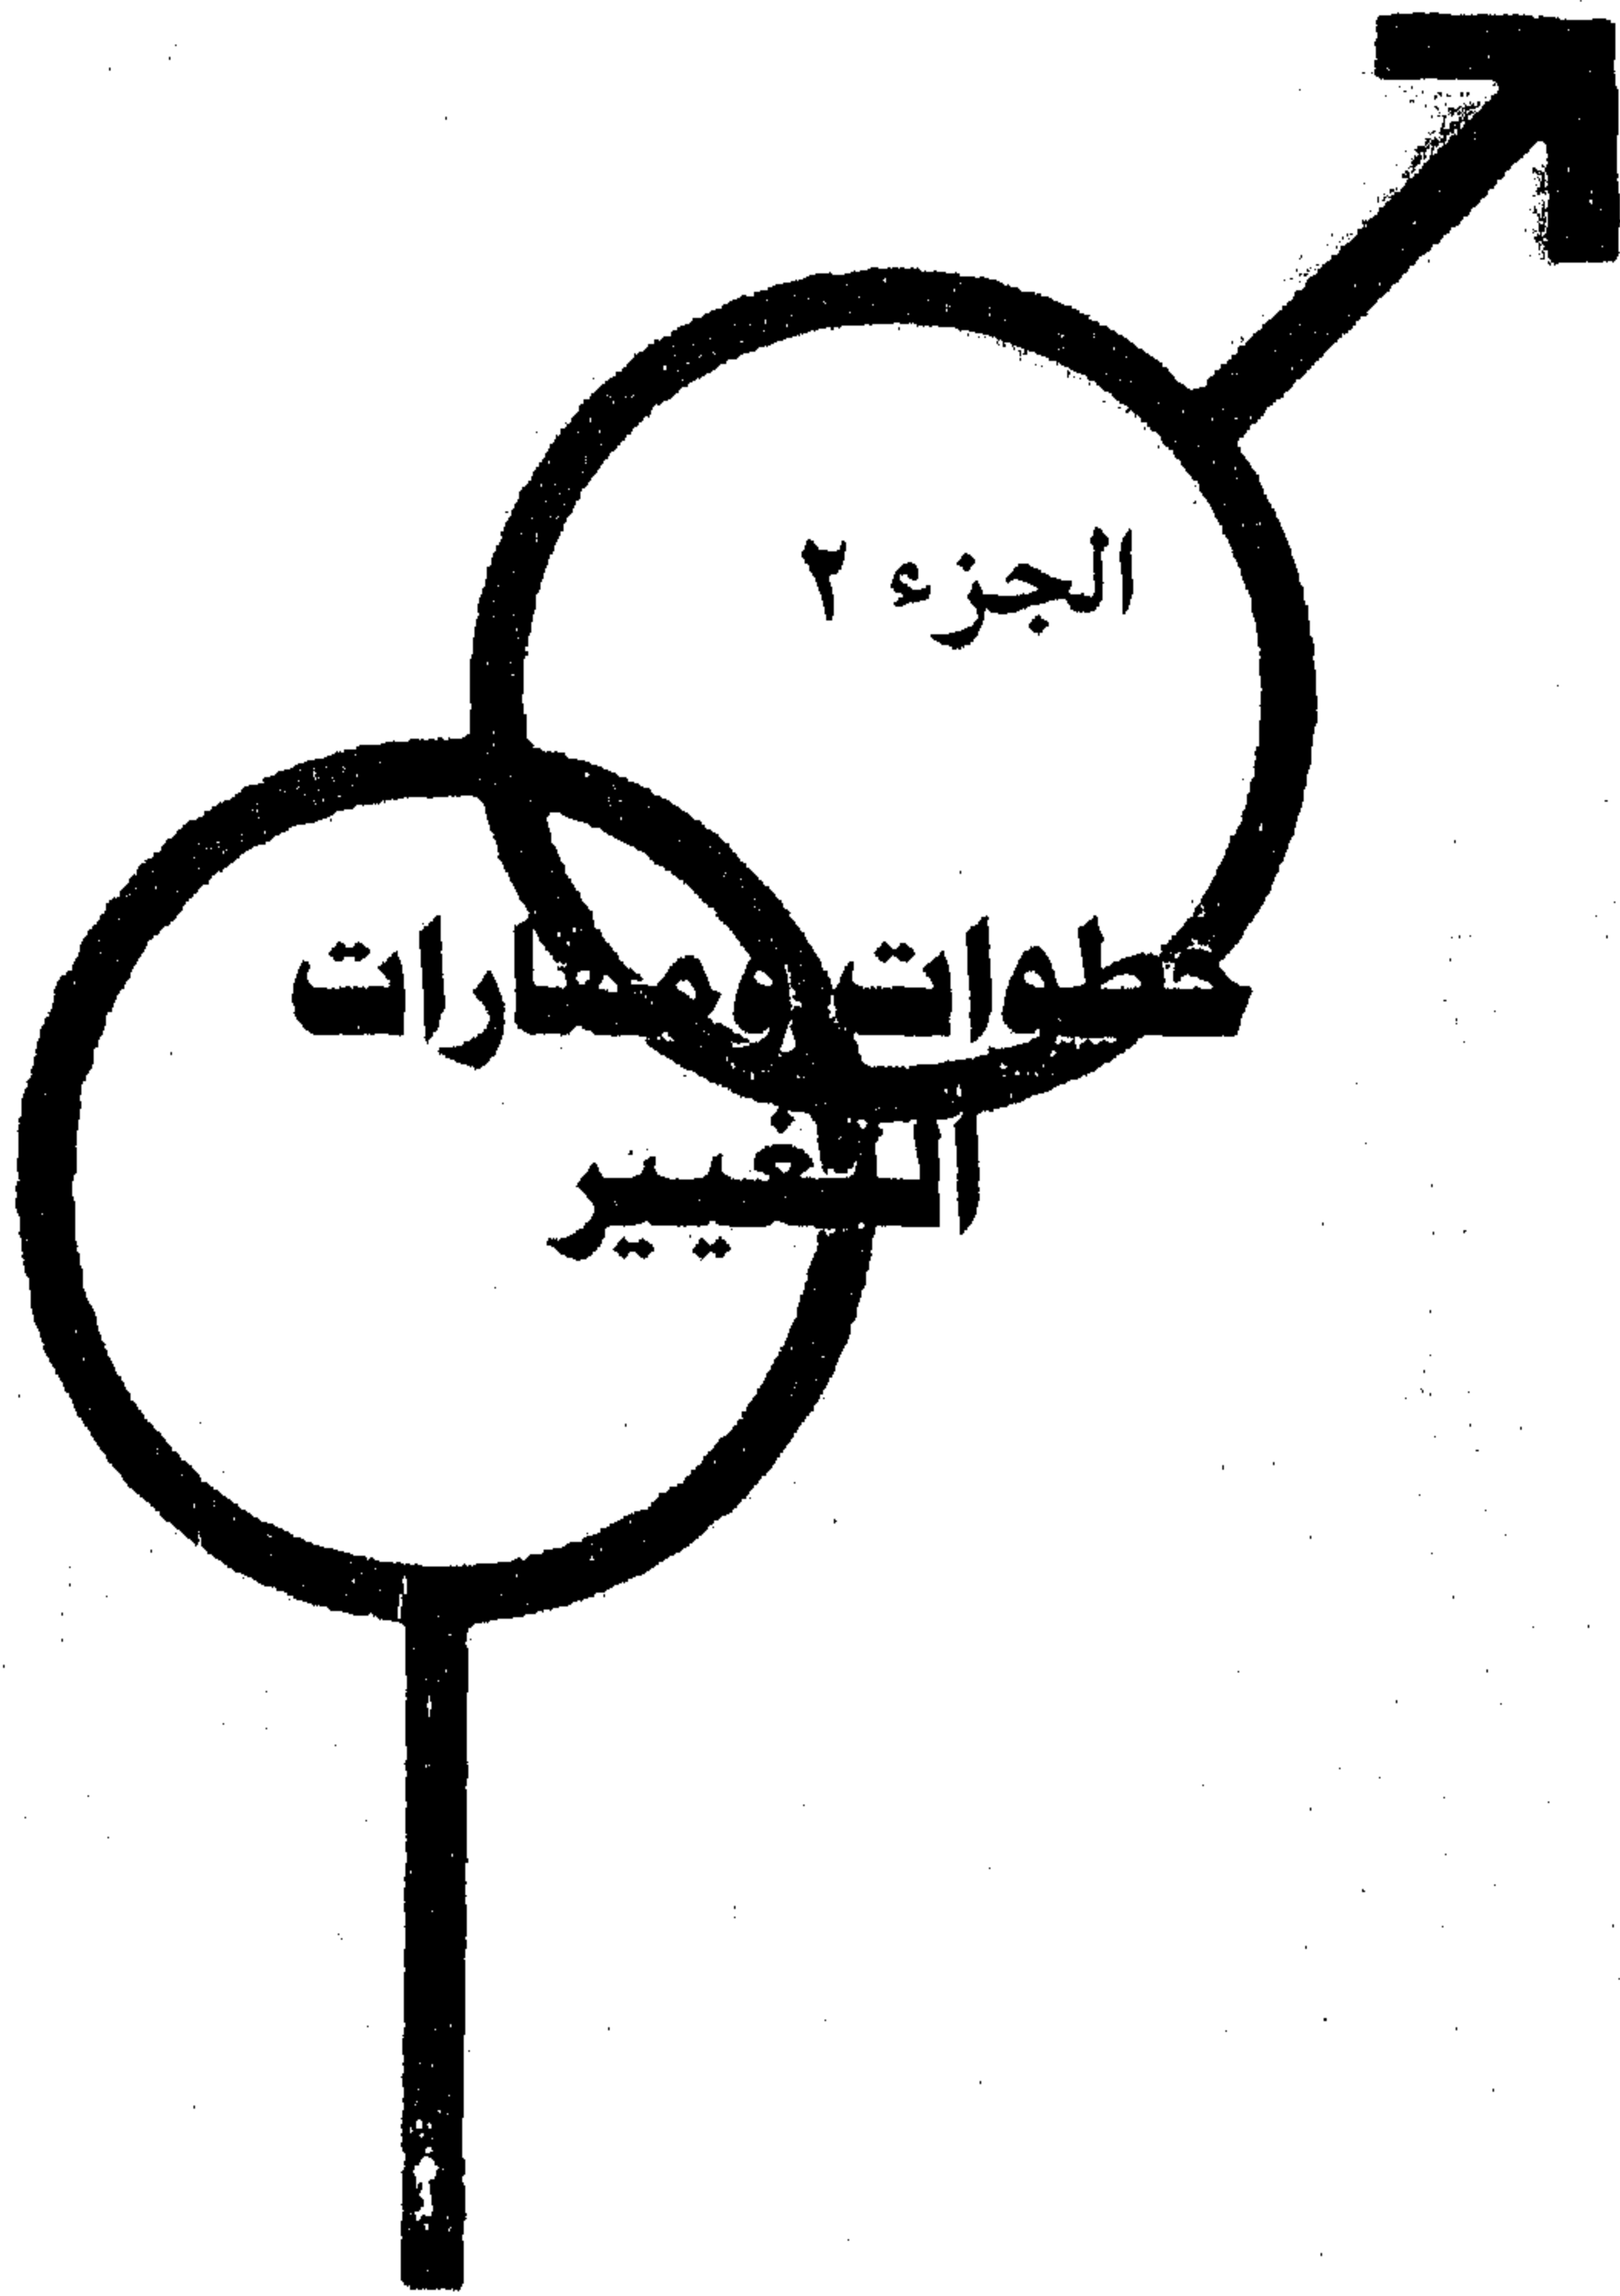 الجزء ٢
خطوات ومهارات
التغيير